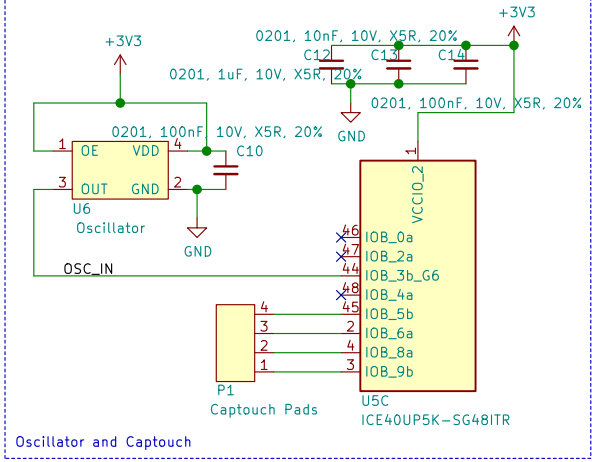 +3V3
+3V3
0201, 10nF, 10V, X5R, 20%
C12
C13
C14
0201, 1uF, 10V, X5R, 20%
0201, 100nF, 10V, X5R, 20%
GND
0201, 100nF, 10V, X5R, 20%
1 OE VDD 4
C10
3 OUT GND 2
U6
Oscillator
GND
1
VCCIO_2
46 IOB_0a
47 IOB_2a
OSC_IN
44 IOB_3b_G6
48 IOB_4a
4 45 IOB_5b
3 2 IOB_6a
2 4 IOB_8a
1 3 IOB_9b
P1
Captouch Pads
U5C
ICE40UP5K-SG48ITR
Oscillator and Captouch